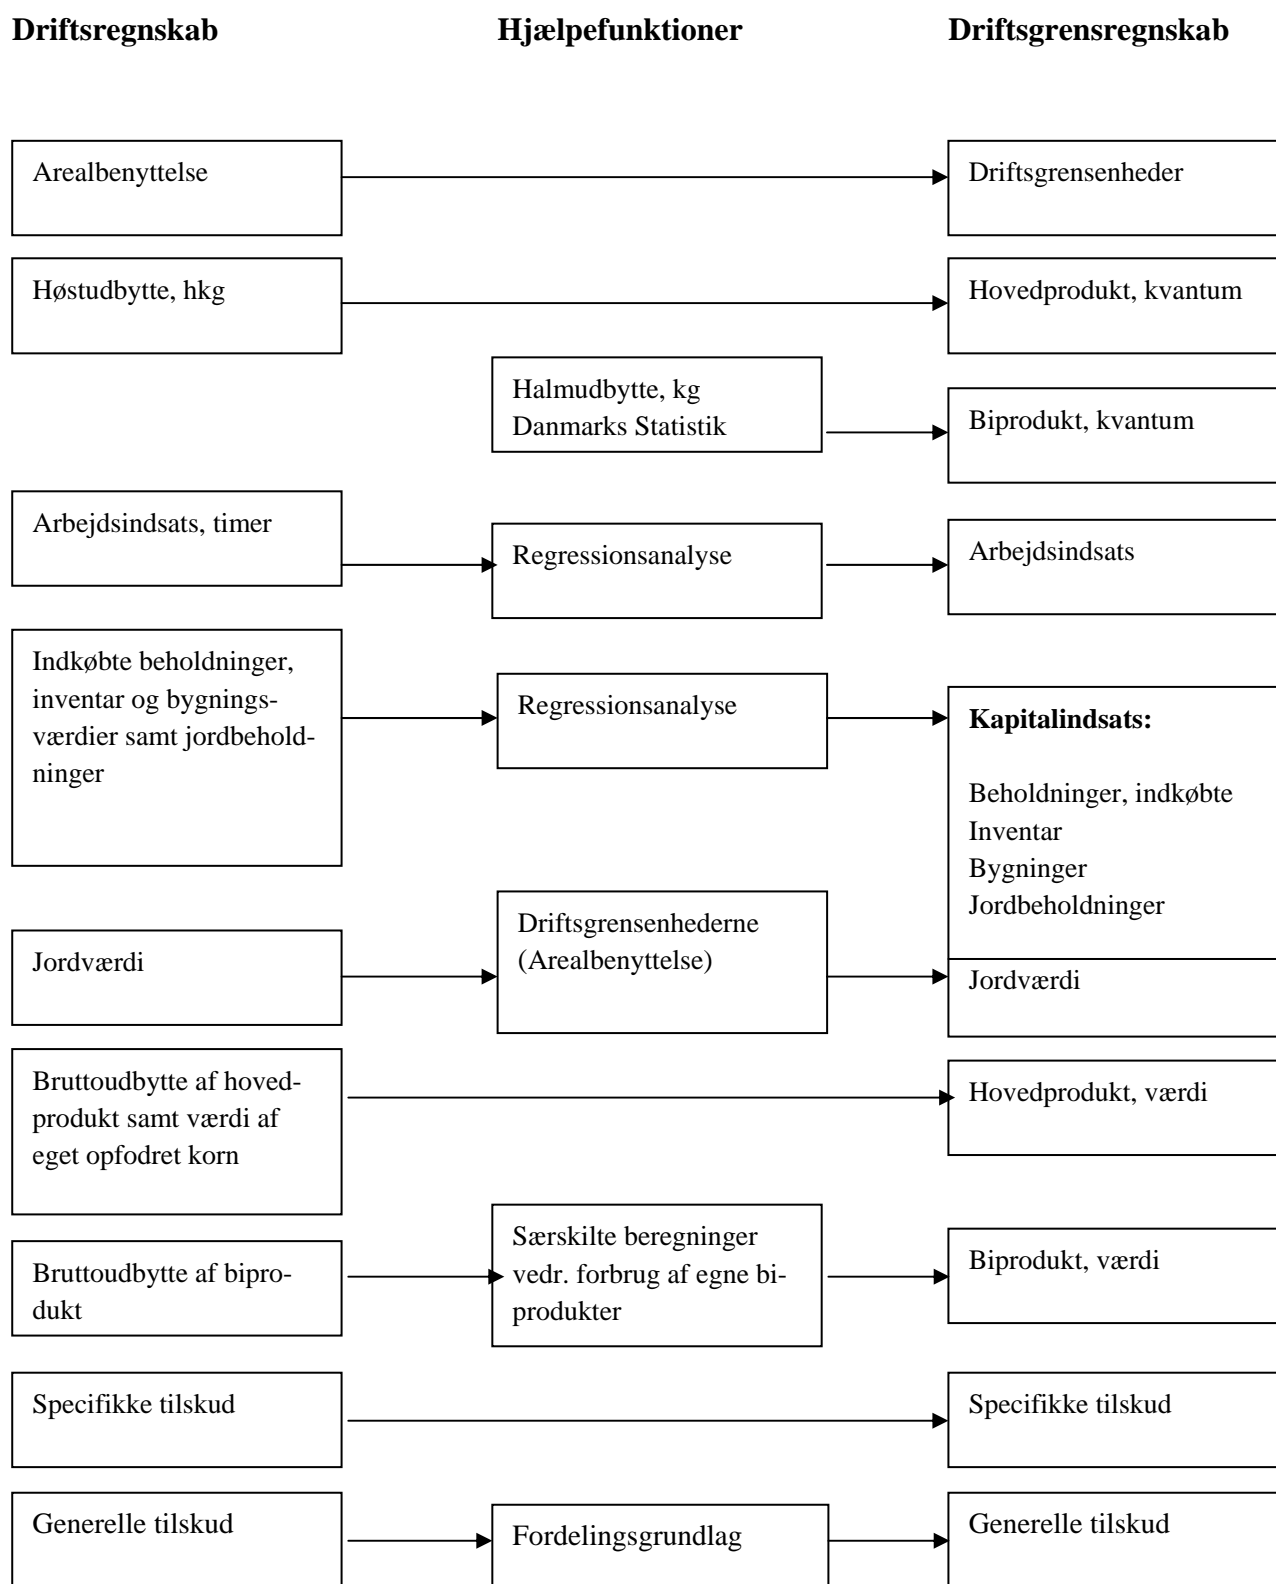 Driftsregnskab
Hjælpefunktioner
Driftsgrensregnskab
Arealbenyttelse
Driftsgrensenheder
Høstudbytte, hkg
Hovedprodukt, kvantum
Halmudbytte, kg
Danmarks Statistik
Biprodukt, kvantum
Arbejdsindsats, timer
Regressionsanalyse
Arbejdsindsats
Indkøbte beholdninger,
inventar og bygnings-
værdier samt jordbehold-
ninger
Regressionsanalyse
Kapitalindsats:
Beholdninger, indkøbte
Inventar
Bygninger
Jordbeholdninger
Jordværdi
Driftsgrensenhederne
(Arealbenyttelse)
Jordværdi
Bruttoudbytte af hoved-
produkt samt værdi af
eget opfodret korn
Hovedprodukt, værdi
Bruttoudbytte af bipro-
dukt
Særskilte beregninger
vedr. forbrug af egne bi-
produkter
Biprodukt, værdi
Specifikke tilskud
Specifikke tilskud
Generelle tilskud
Fordelingsgrundlag
Generelle tilskud